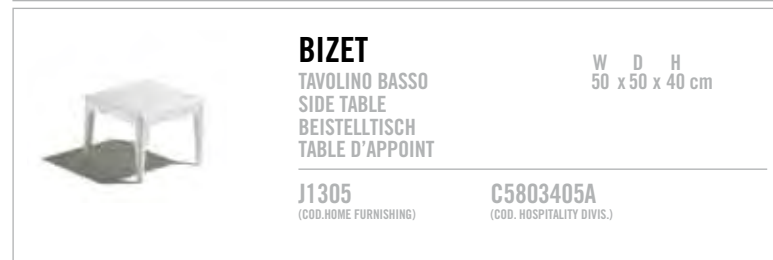 BIZET
TAVOLINO BASSO
SIDE TABLE
BEISTELLTISCH
TABLE D'APPOINT
W D H
50 x 50 x 40 cm
J1305
(COD.HOME FURNISHING)
C5803405A
(COD. HOSPITALITY DIVIS.)